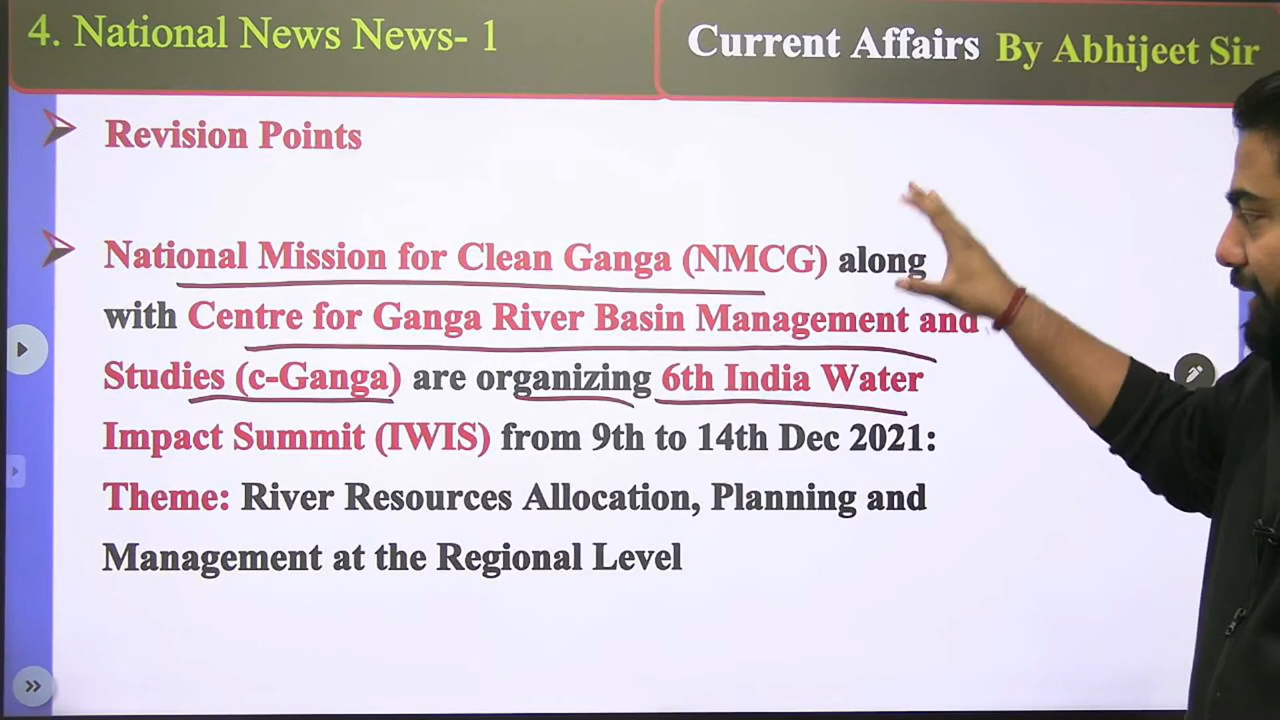 4. National News News- 1
Current Affairs By Abhijeet Sir
Revision Points
National Mission for Clean Ganga (NMCG) along
with Centre for Ganga River Basin Management and
Studies (c-Ganga) are organizing 6th India Water
Impact Summit (IWIS) from 9th to 14th Dec 2021:
Theme: River Resources Allocation, Planning and
Management at the Regional Level